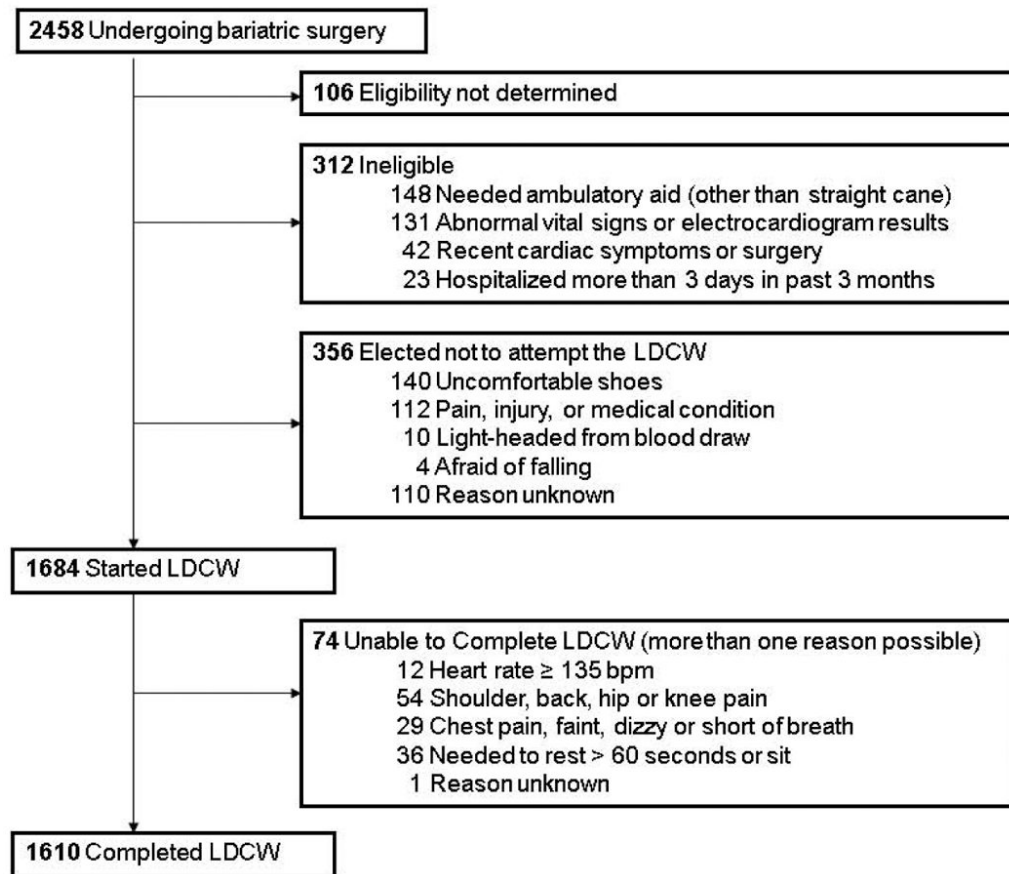 2458 Undergoing bariatric surgery
106 Eligibility not determined
312 Ineligible
148 Needed ambulatory aid (other than straight cane)
131 Abnormal vital signs or electrocardiogram results
42 Recent cardiac symptoms or surgery
23 Hospitalized more than 3 days in past 3 months
356 Elected not to attempt the LDCW
140 Uncomfortable shoes
112 Pain, injury, or medical condition
10 Light-headed from blood draw
4 Afraid of falling
110 Reason unknown
1684 Started LDCW
74 Unable to Complete LDCW (more than one reason possible)
12 Heart rate ≥ 135 bpm
54 Shoulder, back, hip or knee pain
29 Chest pain, faint, dizzy or short of breath
36 Needed to rest > 60 seconds or sit
1 Reason unknown
1610 Completed LDCW